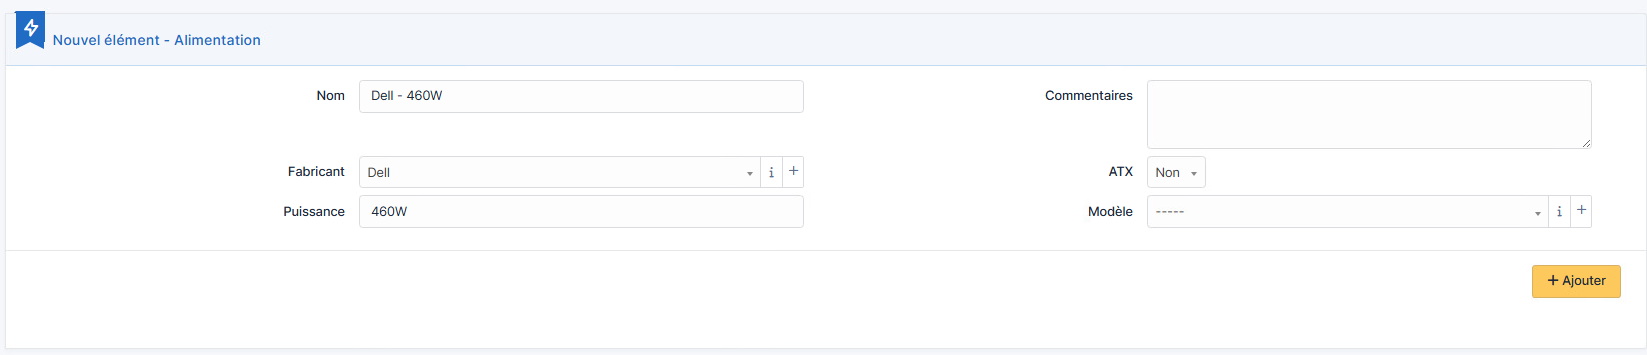 Nouvel élément - Alimentation
Nom Dell - 460W Commentaires
Fabricant Dell i + ATX Non
Puissance 460W Modèle ----- i +
+ Ajouter